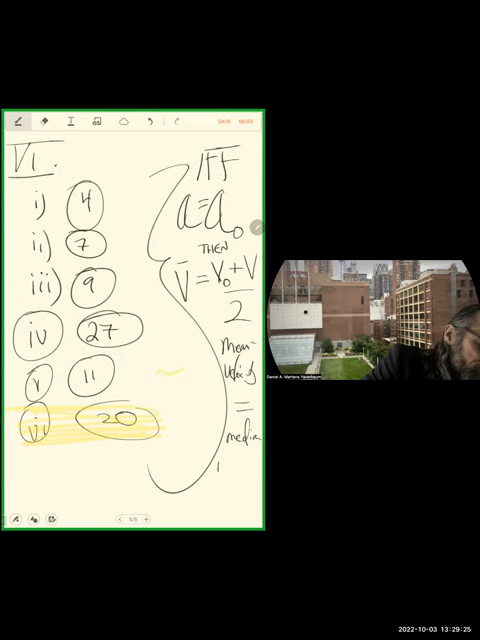 SAVE MORE
VI.
i) 4
ii) 7
iii) 9
iv 27
v 11
vi 20
IFF
a = a₀
THEN
V̄ = V₀ + V
2
Mean
Velocity
=
median
5/5
Daniel A. Martens Yaverbaum
2022-10-03 13:29:25